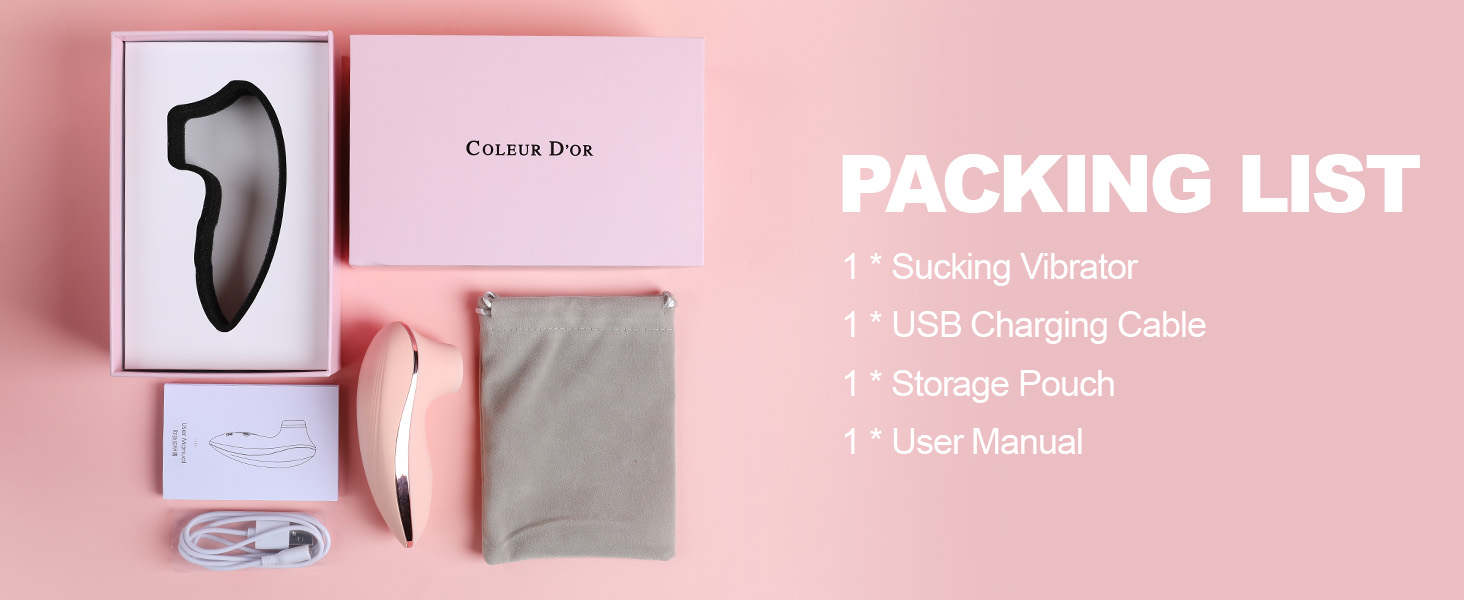 COLEUR D'OR
PACKING LIST
1 * Sucking Vibrator
1 * USB Charging Cable
1 * Storage Pouch
1 * User Manual
User Manual